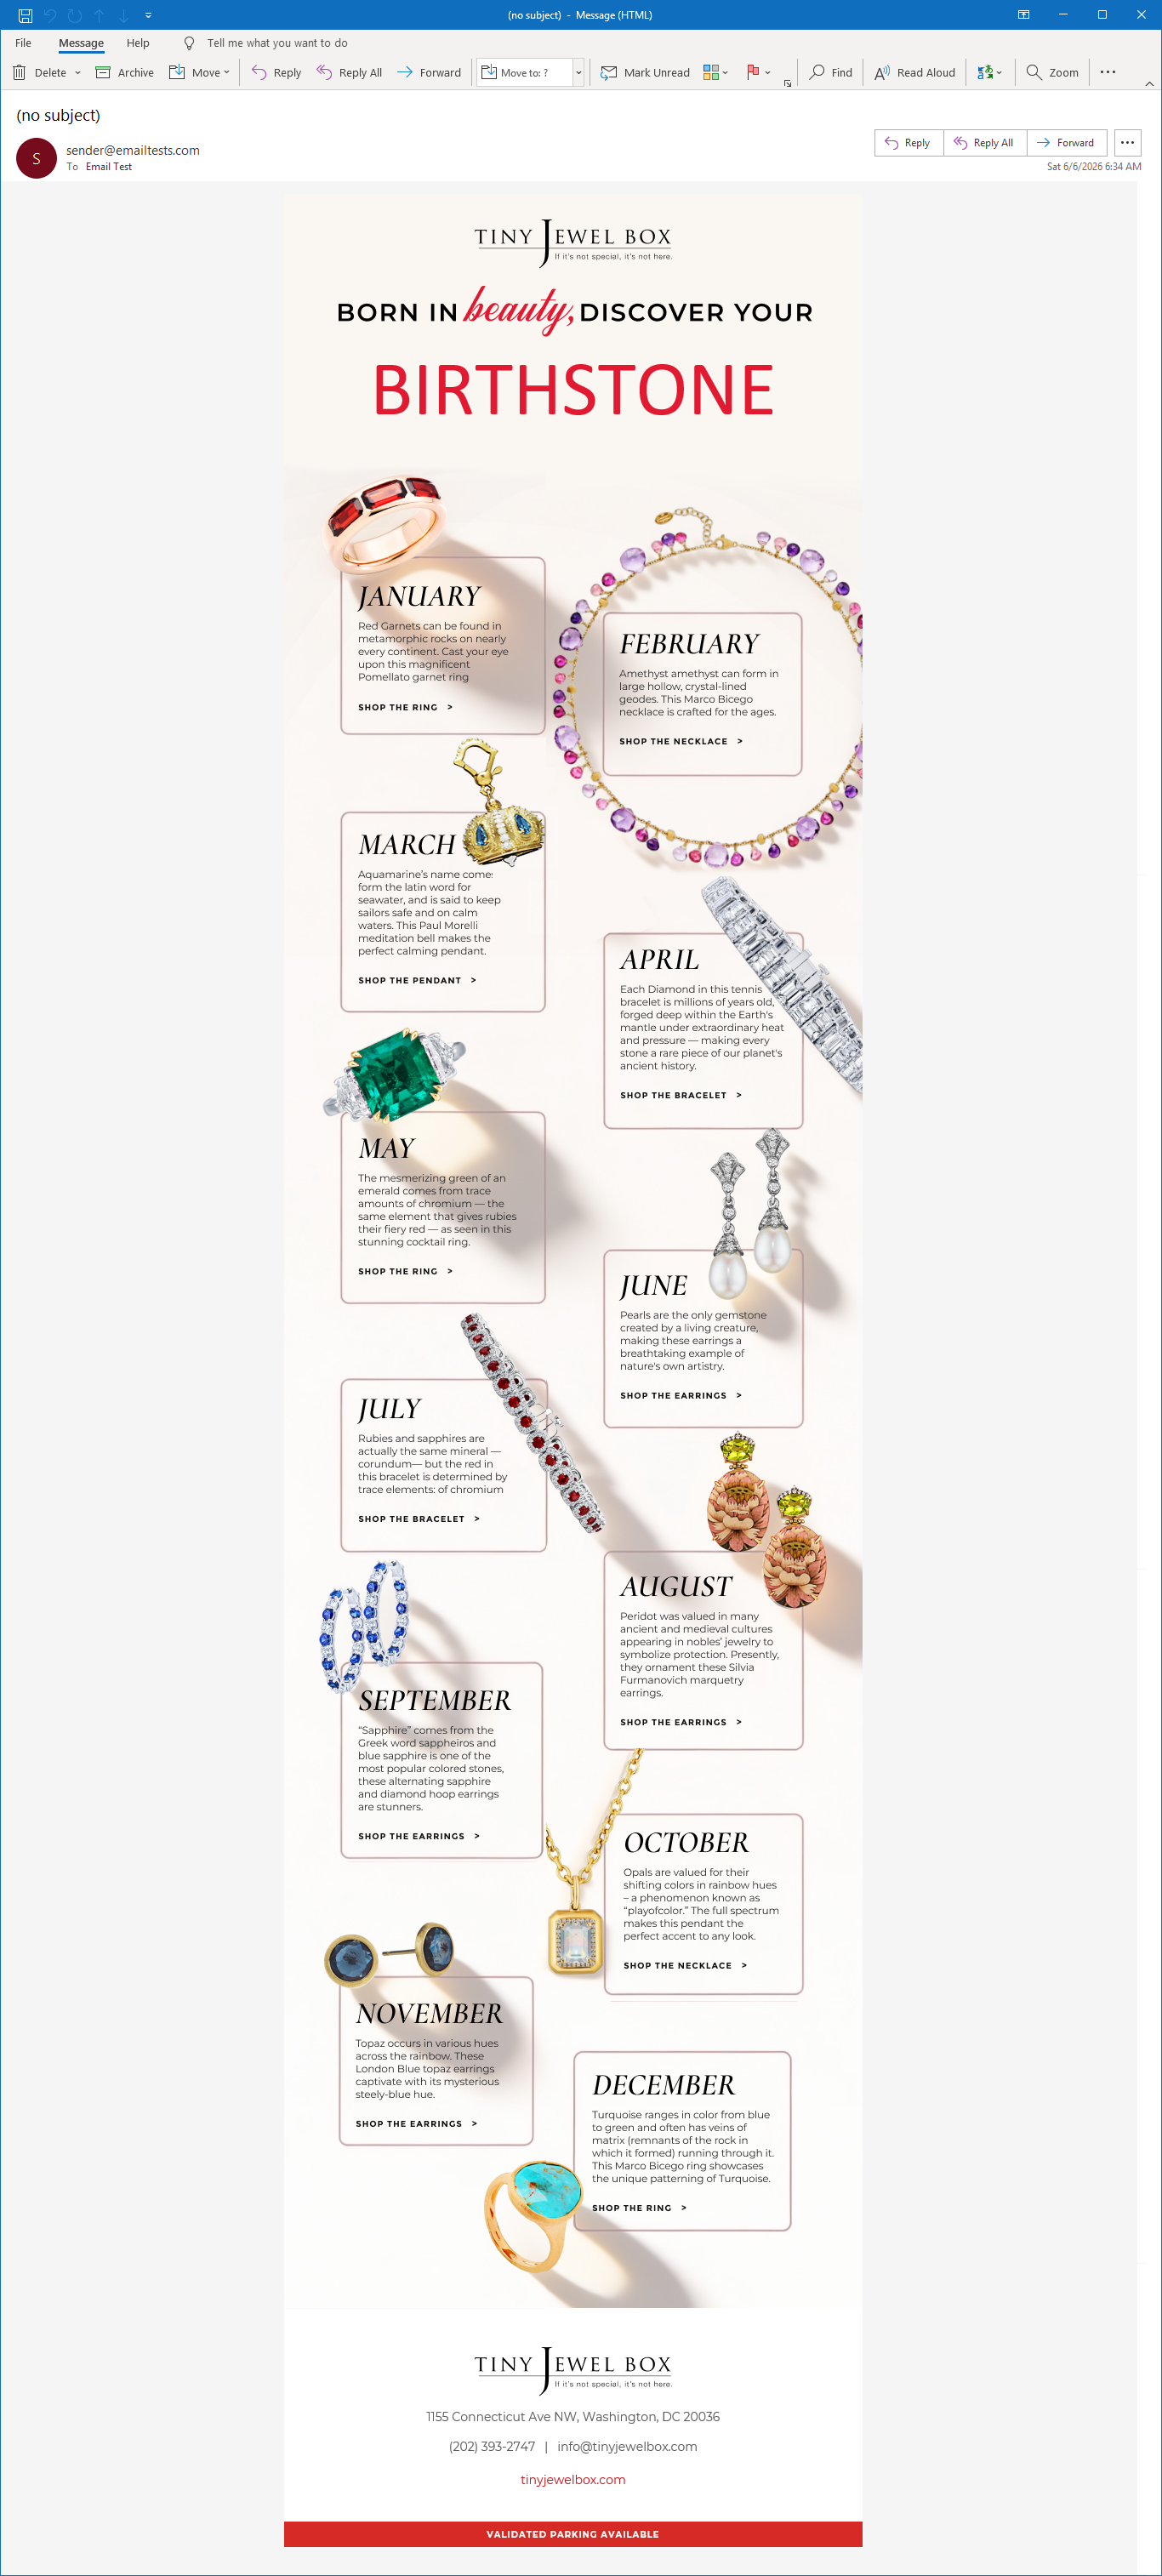 (no subject) - Message (HTML)
File Message Help Tell me what you want to do
Delete Archive Move Reply Reply All Forward Move to: ? Mark Unread Find Read Aloud Zoom
(no subject)
S
sender@emailtests.com
To Email Test
Reply Reply All Forward
Sat 6/6/2026 6:34 AM
TINY JEWEL BOX
If it's not special, it's not here.
BORN IN beauty, DISCOVER YOUR
BIRTHSTONE
JANUARY
Red Garnets can be found in
metamorphic rocks on nearly
every continent. Cast your eye
upon this magnificent
Pomellato garnet ring
SHOP THE RING >
FEBRUARY
Amethyst amethyst can form in
large hollow, crystal-lined
geodes. This Marco Bicego
necklace is crafted for the ages.
SHOP THE NECKLACE >
MARCH
Aquamarine's name come
form the latin word for
seawater, and is said to keep
sailors safe and on calm
waters. This Paul Morelli
meditation bell makes the
perfect calming pendant.
SHOP THE PENDANT >
APRIL
Each Diamond in this tennis
bracelet is millions of years old,
forged deep within the Earth's
mantle under extraordinary heat
and pressure — making every
stone a rare piece of our planet's
ancient history.
SHOP THE BRACELET >
MAY
The mesmerizing green of an
emerald comes from trace
amounts of chromium — the
same element that gives rubies
their fiery red — as seen in this
stunning cocktail ring.
SHOP THE RING >
JUNE
Pearls are the only gemstone
created by a living creature,
making these earrings a
breathtaking example of
nature's own artistry.
SHOP THE EARRINGS >
JULY
Rubies and sapphires are
actually the same mineral —
corundum— but the red in
this bracelet is determined by
trace elements: of chromium
SHOP THE BRACELET >
AUGUST
Peridot was valued in many
ancient and medieval cultures
appearing in nobles' jewelry to
symbolize protection. Presently,
they ornament these Silvia
Furmanovich marquetry
earrings.
SHOP THE EARRINGS >
SEPTEMBER
“Sapphire” comes from the
Greek word sappheiros and
blue sapphire is one of the
most popular colored stones,
these alternating sapphire
and diamond hoop earrings
are stunners.
SHOP THE EARRINGS >
OCTOBER
Opals are valued for their
shifting colors in rainbow hues
– a phenomenon known as
“playofcolor.” The full spectrum
makes this pendant the
perfect accent to any look.
SHOP THE NECKLACE >
NOVEMBER
Topaz occurs in various hues
across the rainbow. These
London Blue topaz earrings
captivate with its mysterious
steely-blue hue.
SHOP THE EARRINGS >
DECEMBER
Turquoise ranges in color from blue
to green and often has veins of
matrix (remnants of the rock in
which it formed) running through it.
This Marco Bicego ring showcases
the unique patterning of Turquoise.
SHOP THE RING >
TINY JEWEL BOX
If it's not special, it's not here.
1155 Connecticut Ave NW, Washington, DC 20036
(202) 393-2747 | info@tinyjewelbox.com
tinyjewelbox.com
VALIDATED PARKING AVAILABLE